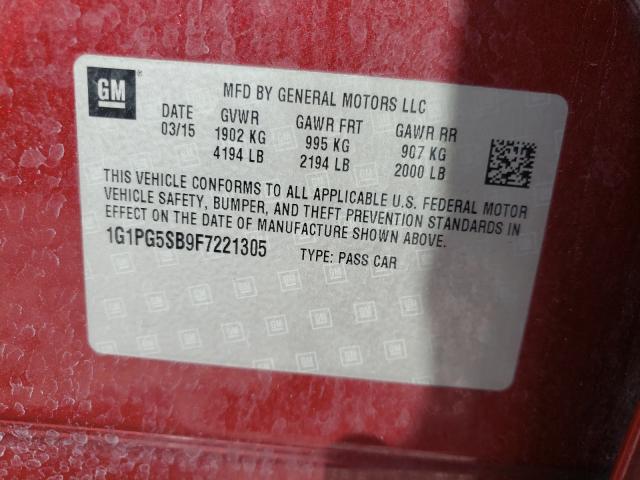 GM
MFD BY GENERAL MOTORS LLC
DATE GVWR GAWR FRT GAWR RR
03/15 1902 KG 995 KG 907 KG
4194 LB 2194 LB 2000 LB
THIS VEHICLE CONFORMS TO ALL APPLICABLE U.S. FEDERAL MOTOR
VEHICLE SAFETY, BUMPER, AND THEFT PREVENTION STANDARDS IN
EFFECT ON THE DATE OF MANUFACTURE SHOWN ABOVE.
1G1PG5SB9F7221305 TYPE: PASS CAR